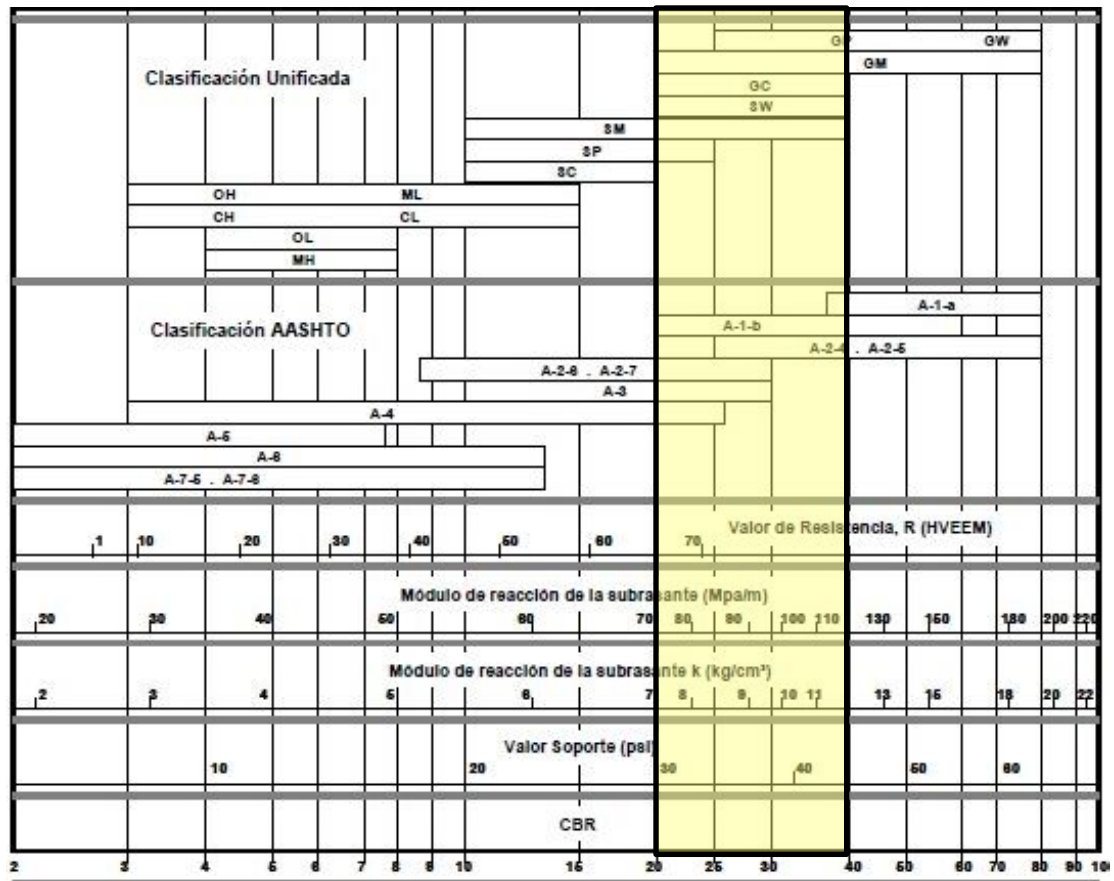 GP GW
GM
Clasificación Unificada
GC
SW
SM
SP
SC
OH ML
CH CL
OL
MH
A-1-a
Clasificación AASHTO
A-1-b
A-2-4 . A-2-5
A-2-6 . A-2-7
A-3
A-4
A-5
A-6
A-7-5 . A-7-6
Valor de Resistencia, R (HVEEM)
1 10 20 30 40 50 60 70
Módulo de reacción de la subrasante (Mpa/m)
20 30 40 50 60 70 80 90 100 110 130 150 180 200 220
Módulo de reacción de la subrasante k (kg/cm³)
2 3 4 5 6 7 8 9 10 11 13 15 18 20 22
Valor Soporte (psi)
10 20 30 40 50 60
CBR
2 3 4 5 6 7 8 9 10 15 20 25 30 40 50 60 70 80 90 100